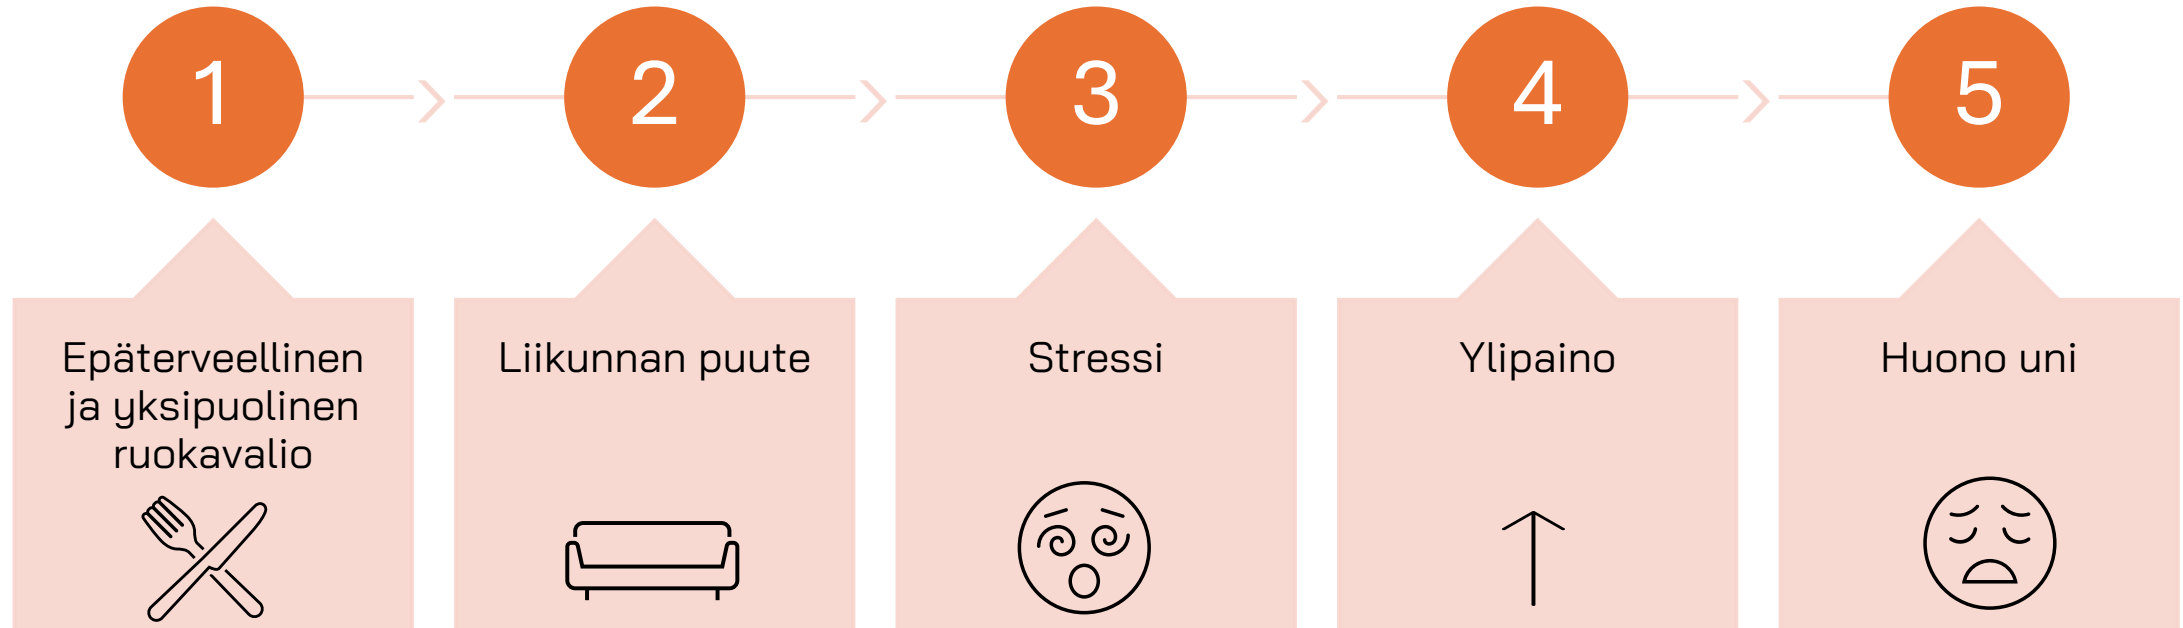 1
2
3
4
5
Epäterveellinen
ja yksipuolinen
ruokavalio
Liikunnan puute
Stressi
Ylipaino
Huono uni